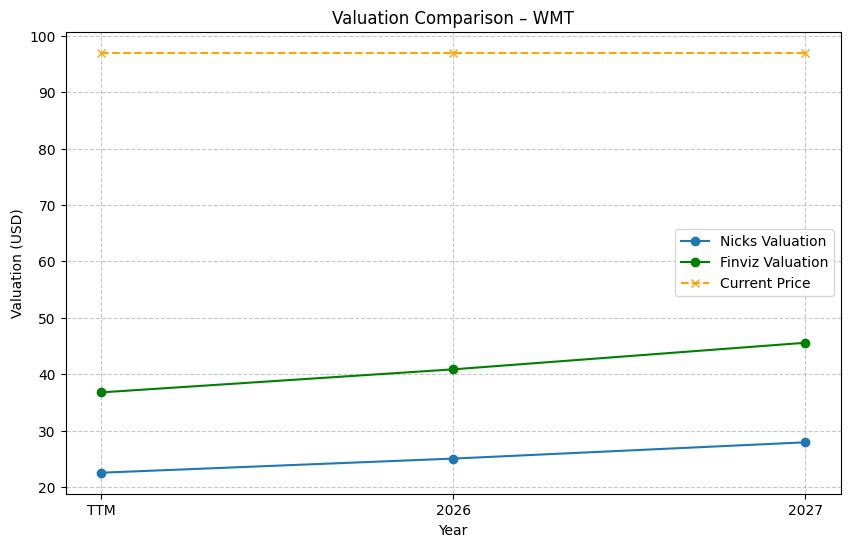 Valuation Comparison – WMT
Valuation (USD)
100
90
80
70
60
50
40
30
20
Nicks Valuation
Finviz Valuation
Current Price
TTM
2026
2027
Year